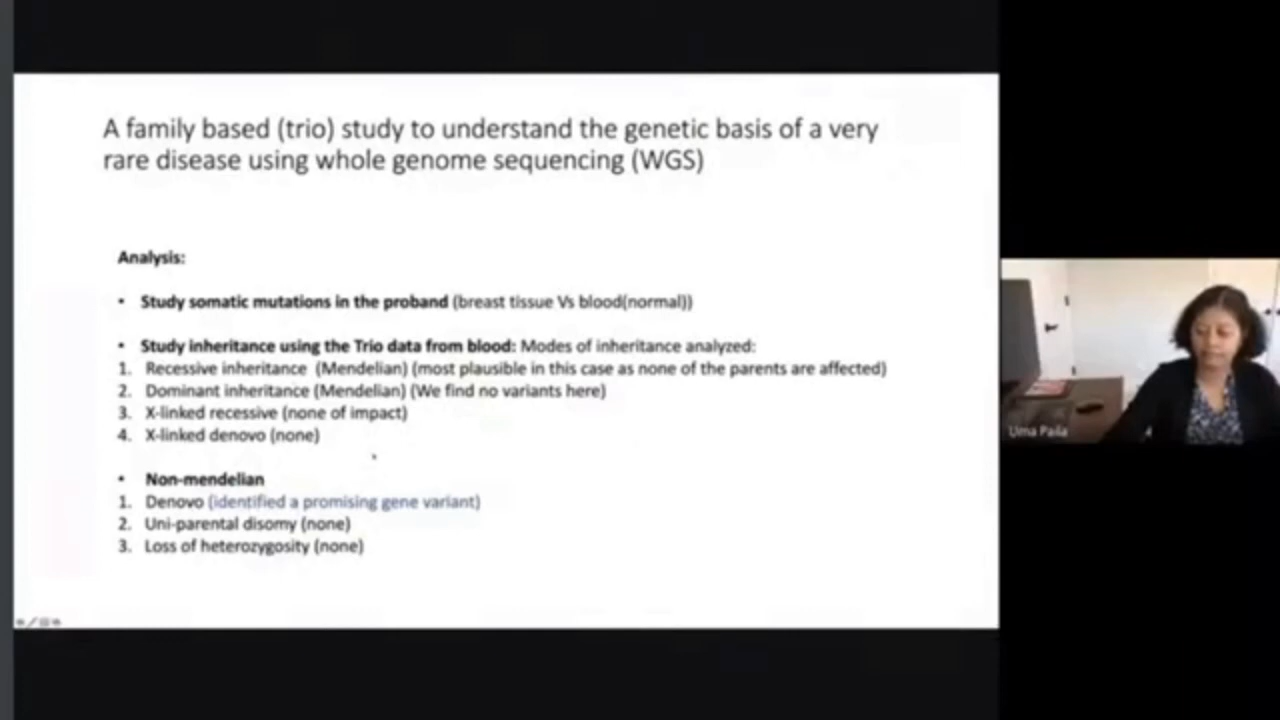 A family based (trio) study to understand the genetic basis of a very
rare disease using whole genome sequencing (WGS)
Analysis:
• Study somatic mutations in the proband (breast tissue Vs blood(normal))
• Study inheritance using the Trio data from blood: Modes of inheritance analyzed:
1. Recessive inheritance (Mendelian) (most plausible in this case as none of the parents are affected)
2. Dominant inheritance (Mendelian) (We find no variants here)
3. X-linked recessive (none of impact)
4. X-linked denovo (none)
• Non-mendelian
1. Denovo (identified a promising gene variant)
2. Uni-parental disomy (none)
3. Loss of heterozygosity (none)
Uma Paila